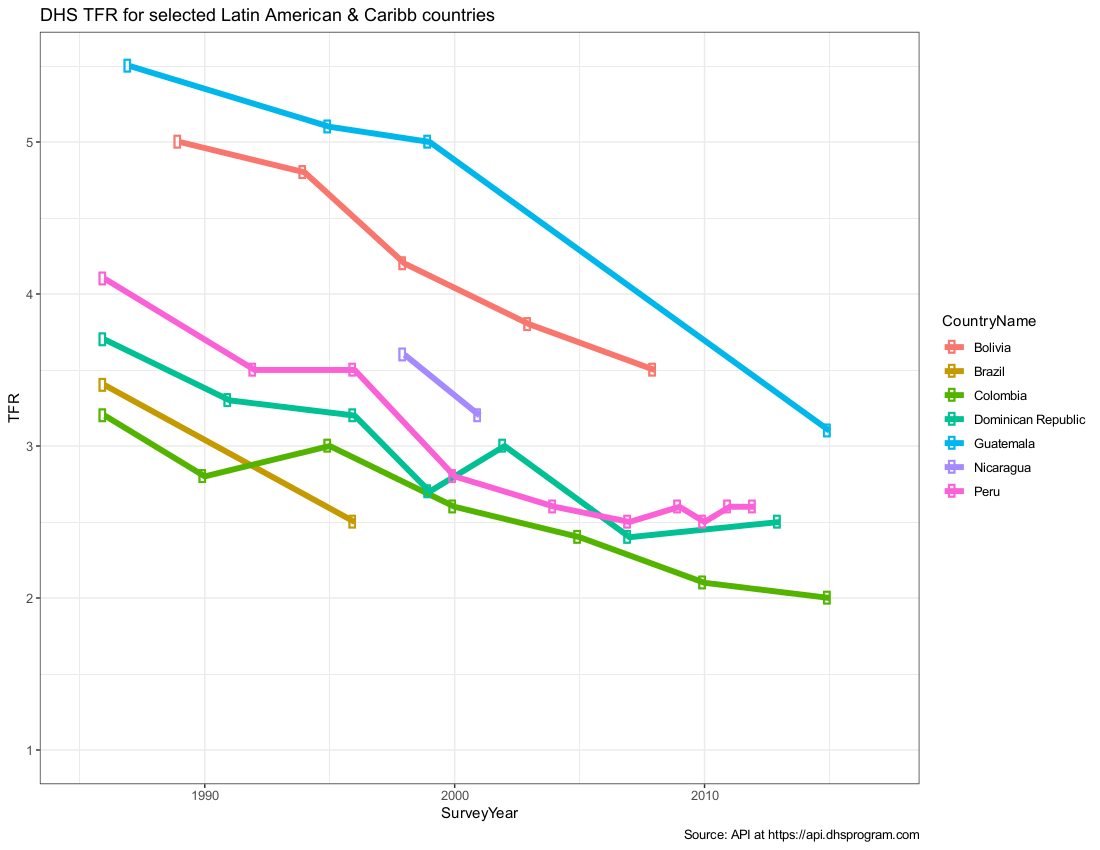 DHS TFR for selected Latin American & Caribb countries
5
4
3
2
1
TFR
1990 2000 2010
SurveyYear
CountryName
Bolivia
Brazil
Colombia
Dominican Republic
Guatemala
Nicaragua
Peru
Source: API at https://api.dhsprogram.com